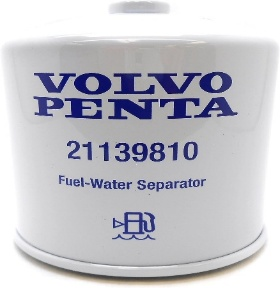 VOLVO
PENTA
21139810
Fuel-Water Separator